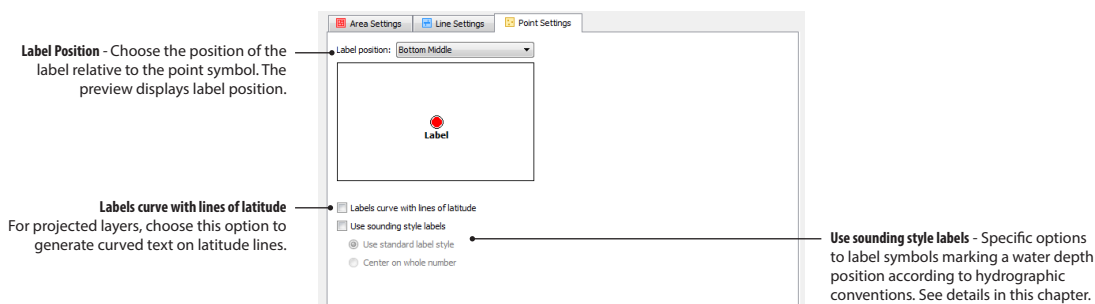 Area Settings
Line Settings
Point Settings
Label Position - Choose the position of the
label relative to the point symbol. The
preview displays label position.
Label position: Bottom Middle
Label
Labels curve with lines of latitude
For projected layers, choose this option to
generate curved text on latitude lines.
Labels curve with lines of latitude
Use sounding style labels
Use standard label style
Center on whole number
Use sounding style labels - Specific options
to label symbols marking a water depth
position according to hydrographic
conventions. See details in this chapter.